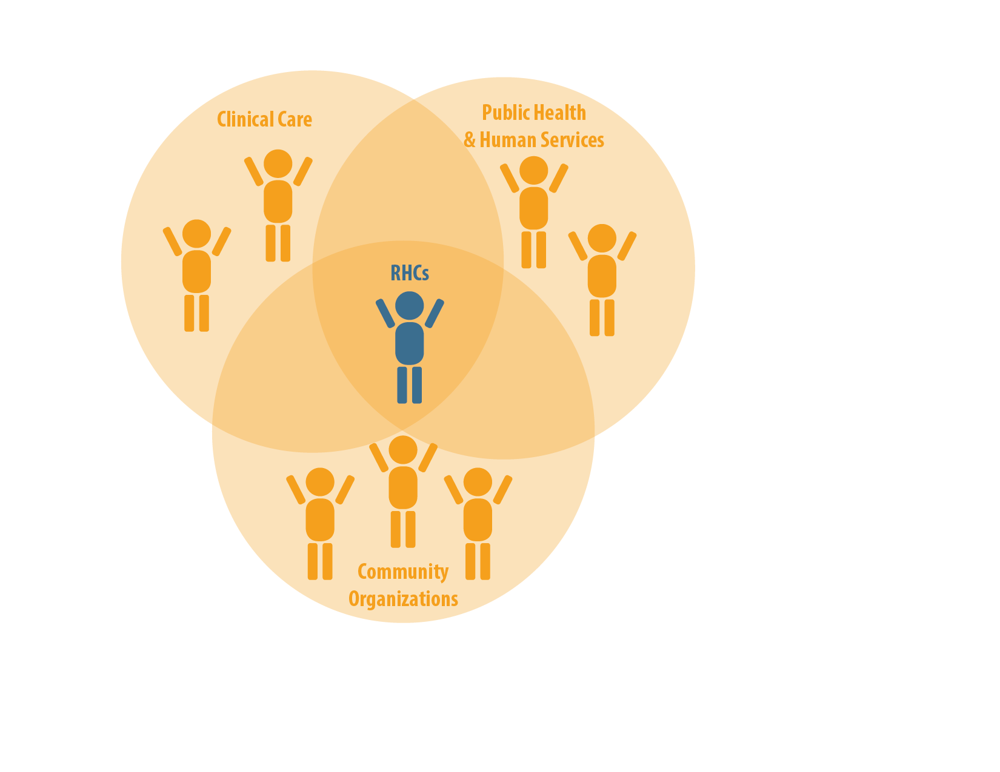 Clinical Care
Public Health
& Human Services
RHCs
Community
Organizations